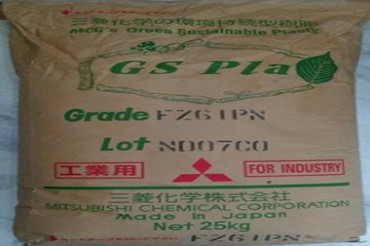 三菱化学の環境持続型樹脂
MCC's Green Sustainable Plastic
GS Pla
Grade FZ61PN
Lot N007C0
工業用
FOR INDUSTRY
三菱化学株式会社
MITSUBISHI CHEMICAL CORPORATION
Made in Japan
Net 25kg
FZ61PN